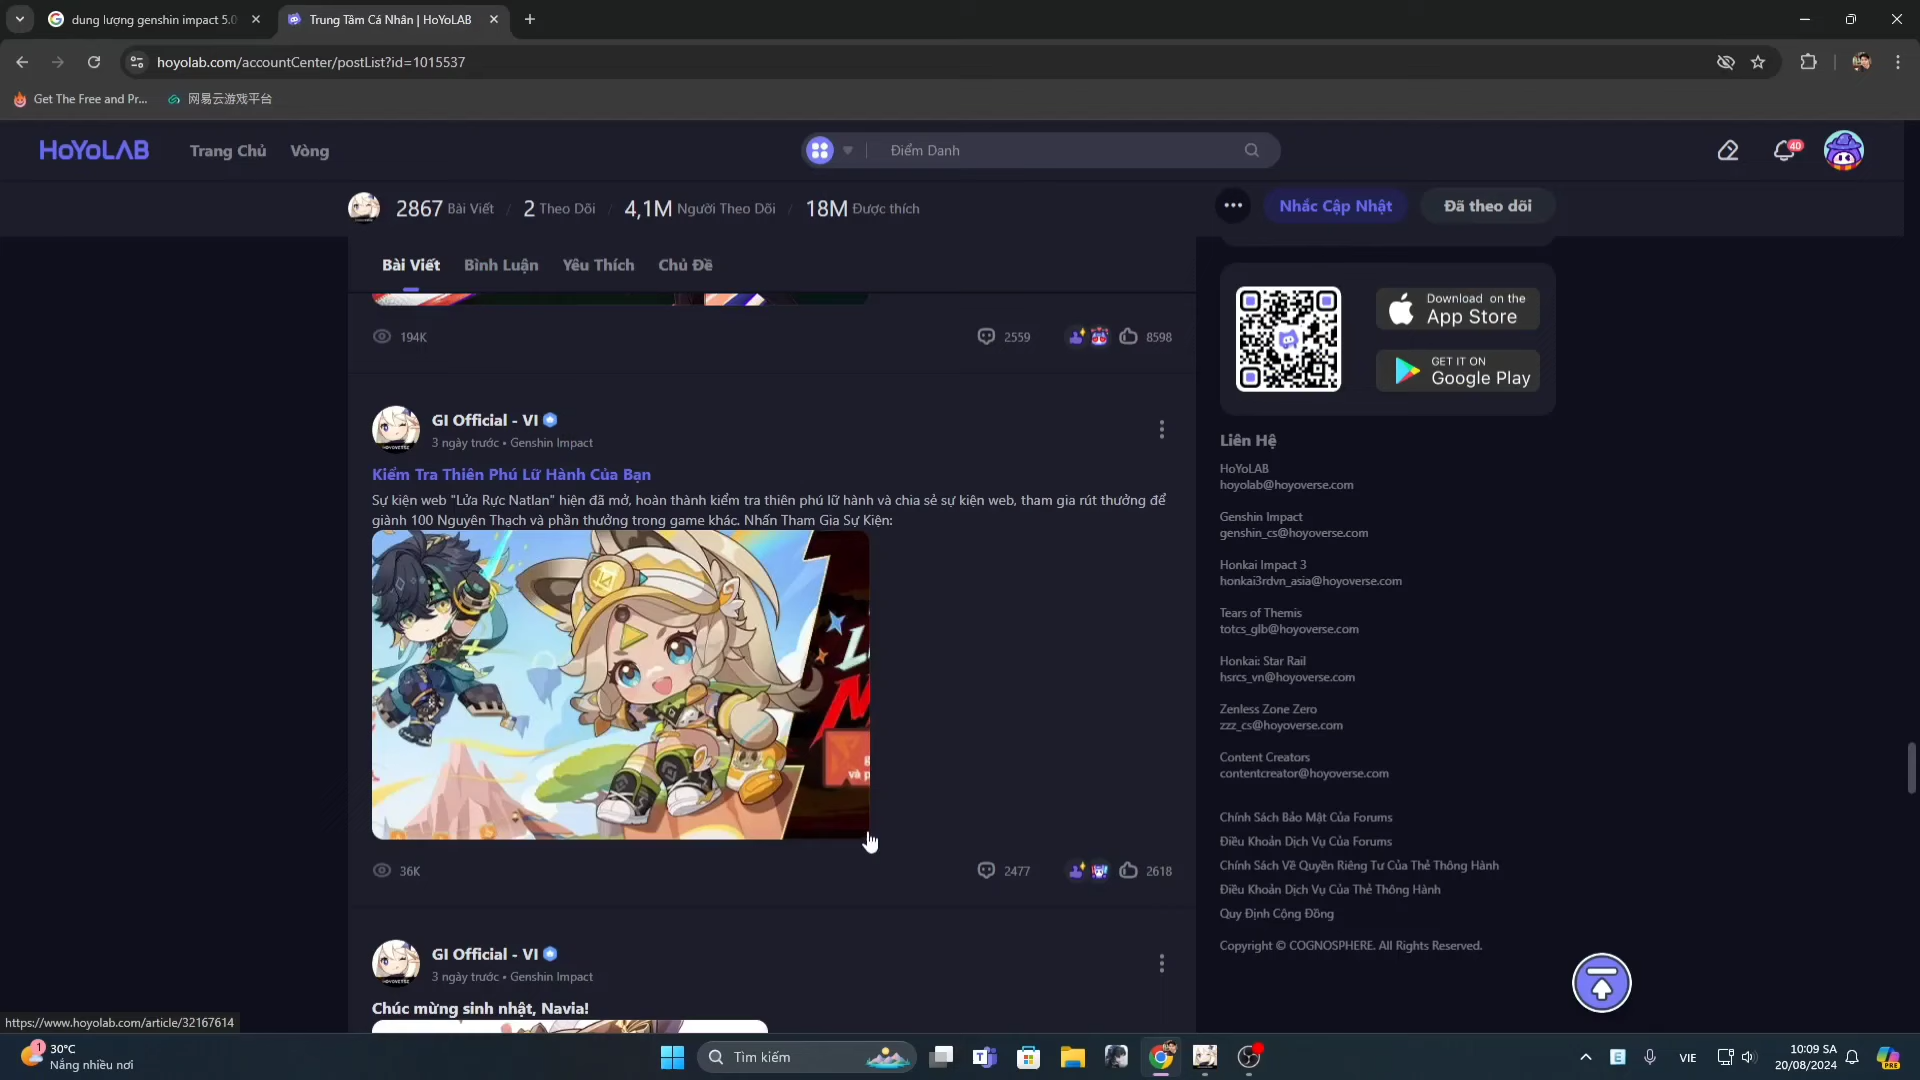 dung lượng genshin impact 5.0
Trung Tâm Cá Nhân | HoYoLAB
hoyolab.com/accountCenter/postList?id=1015537
Get The Free and Pr...
网易云游戏平台
HoYoLAB
Trang Chủ
Vòng
Điểm Danh
40
2867 Bài Viết / 2 Theo Dõi / 4,1M Người Theo Dõi / 18M Được thích
Nhắc Cập Nhật
Đã theo dõi
Bài Viết
Bình Luận
Yêu Thích
Chủ Đề
194K
2559
8598
GI Official - VI
3 ngày trước • Genshin Impact
Kiểm Tra Thiên Phú Lữ Hành Của Bạn
Sự kiện web "Lửa Rực Natlan" hiện đã mở, hoàn thành kiểm tra thiên phú lữ hành và chia sẻ sự kiện web, tham gia rút thưởng để
giành 100 Nguyên Thạch và phần thưởng trong game khác. Nhấn Tham Gia Sự Kiện:
và p
36K
2477
2618
GI Official - VI
3 ngày trước • Genshin Impact
Chúc mừng sinh nhật, Navia!
Download on the
App Store
GET IT ON
Google Play
Liên Hệ
HoYoLAB
hoyolab@hoyoverse.com
Genshin Impact
genshin_cs@hoyoverse.com
Honkai Impact 3
honkai3rdvn_asia@hoyoverse.com
Tears of Themis
totcs_glb@hoyoverse.com
Honkai: Star Rail
hsrcs_vn@hoyoverse.com
Zenless Zone Zero
zzz_cs@hoyoverse.com
Content Creators
contentcreator@hoyoverse.com
Chính Sách Bảo Mật Của Forums
Điều Khoản Dịch Vụ Của Forums
Chính Sách Về Quyền Riêng Tư Của Thẻ Thông Hành
Điều Khoản Dịch Vụ Của Thẻ Thông Hành
Quy Định Cộng Đồng
Copyright © COGNOSPHERE. All Rights Reserved.
https://www.hoyolab.com/article/32167614
1
30°C
Nắng nhiều nơi
Tìm kiếm
VIE
10:09 SA
20/08/2024
PRE